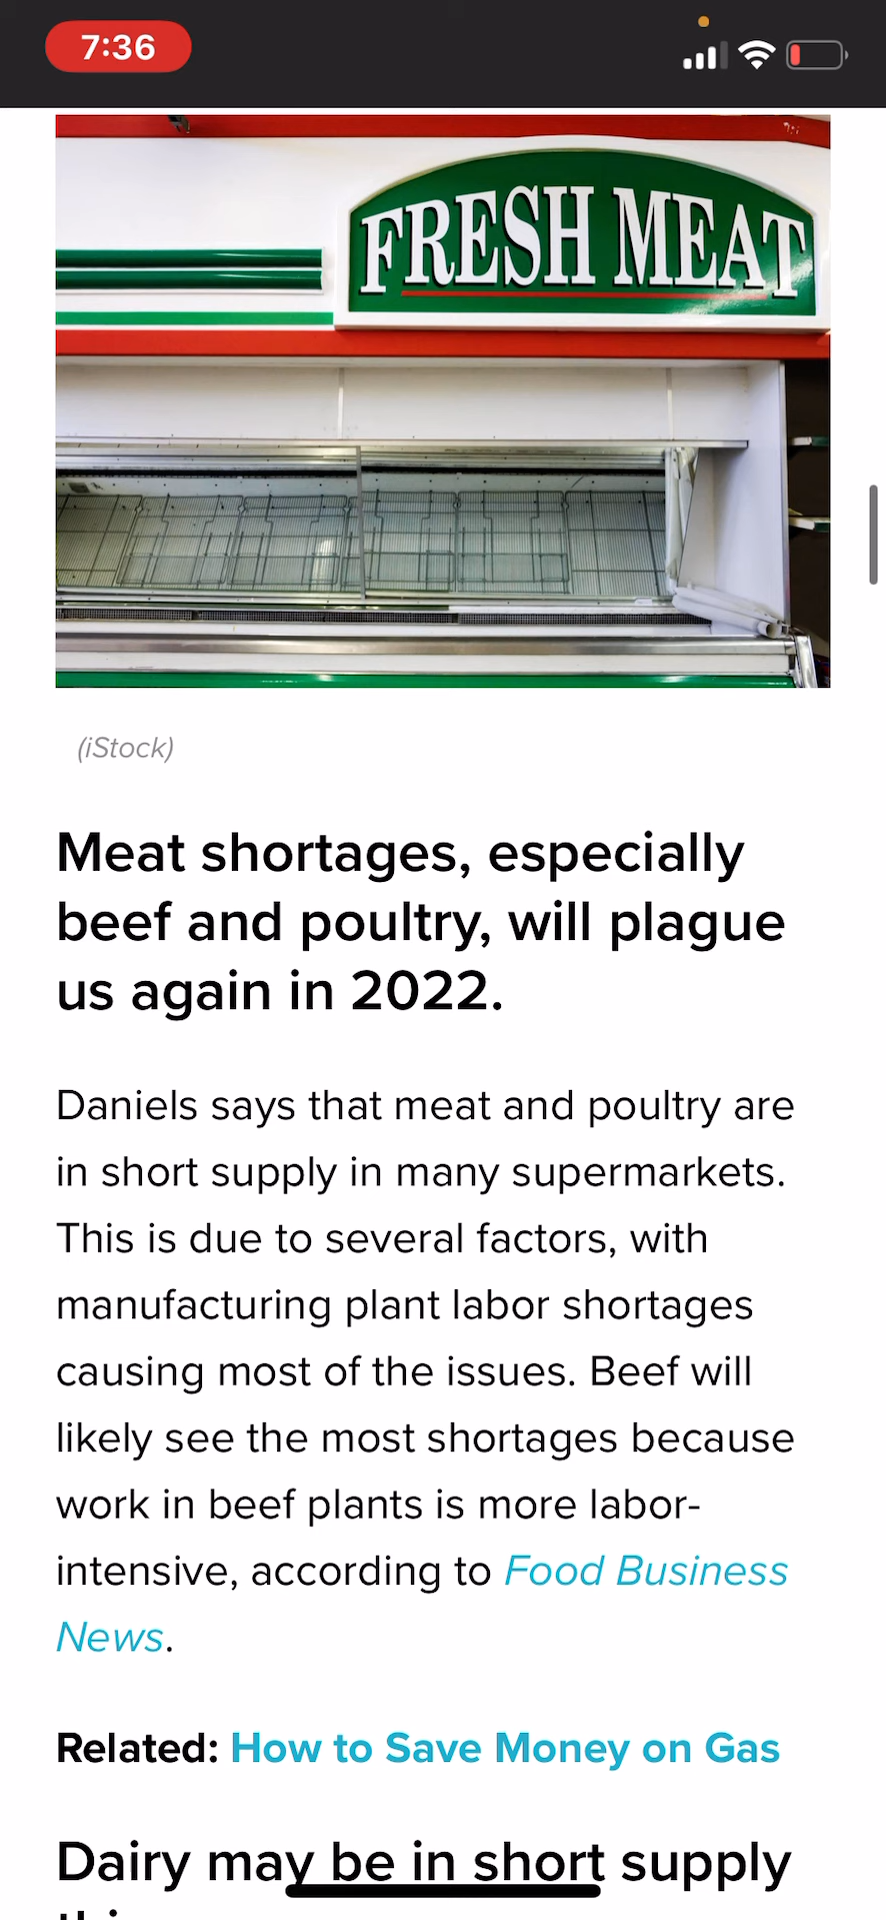 7:36
FRESH MEAT
(iStock)
Meat shortages, especially
beef and poultry, will plague
us again in 2022.
Daniels says that meat and poultry are
in short supply in many supermarkets.
This is due to several factors, with
manufacturing plant labor shortages
causing most of the issues. Beef will
likely see the most shortages because
work in beef plants is more labor-
intensive, according to Food Business
News.
Related: How to Save Money on Gas
Dairy may be in short supply